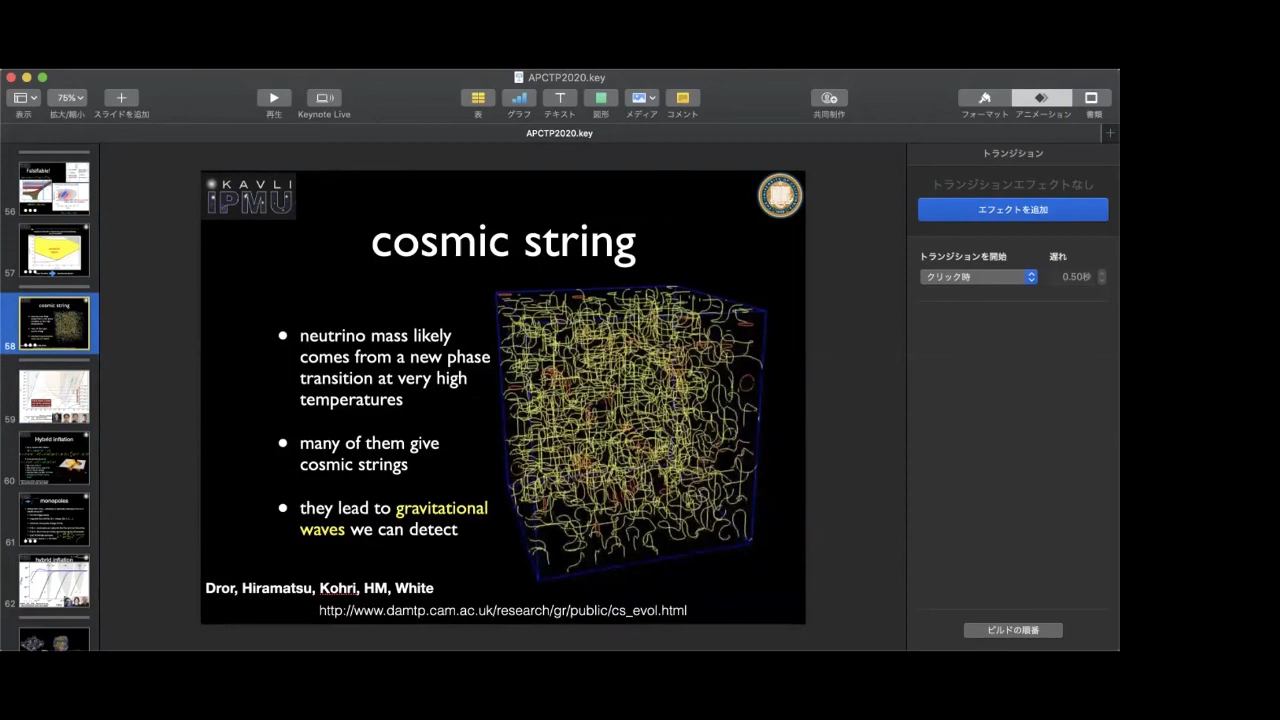 APCTP2020.key
75%
表示
拡大/縮小
スライドを追加
再生
Keynote Live
表
グラフ
テキスト
図形
メディア
コメント
共同制作
フォーマット
アニメーション
書類
APCTP2020.key
56
Falsifiable!
57
58
cosmic string
59
60
Hybrid inflation
61
monopoles
62
hybrid inflation
KAVLI
IPMU
cosmic string
• neutrino mass likely
comes from a new phase
transition at very high
temperatures
• many of them give
cosmic strings
• they lead to gravitational
waves we can detect
Dror, Hiramatsu, Kohri, HM, White
http://www.damtp.cam.ac.uk/research/gr/public/cs_evol.html
トランジション
トランジションエフェクトなし
エフェクトを追加
トランジションを開始
遅れ
クリック時
0.50秒
ビルドの順番